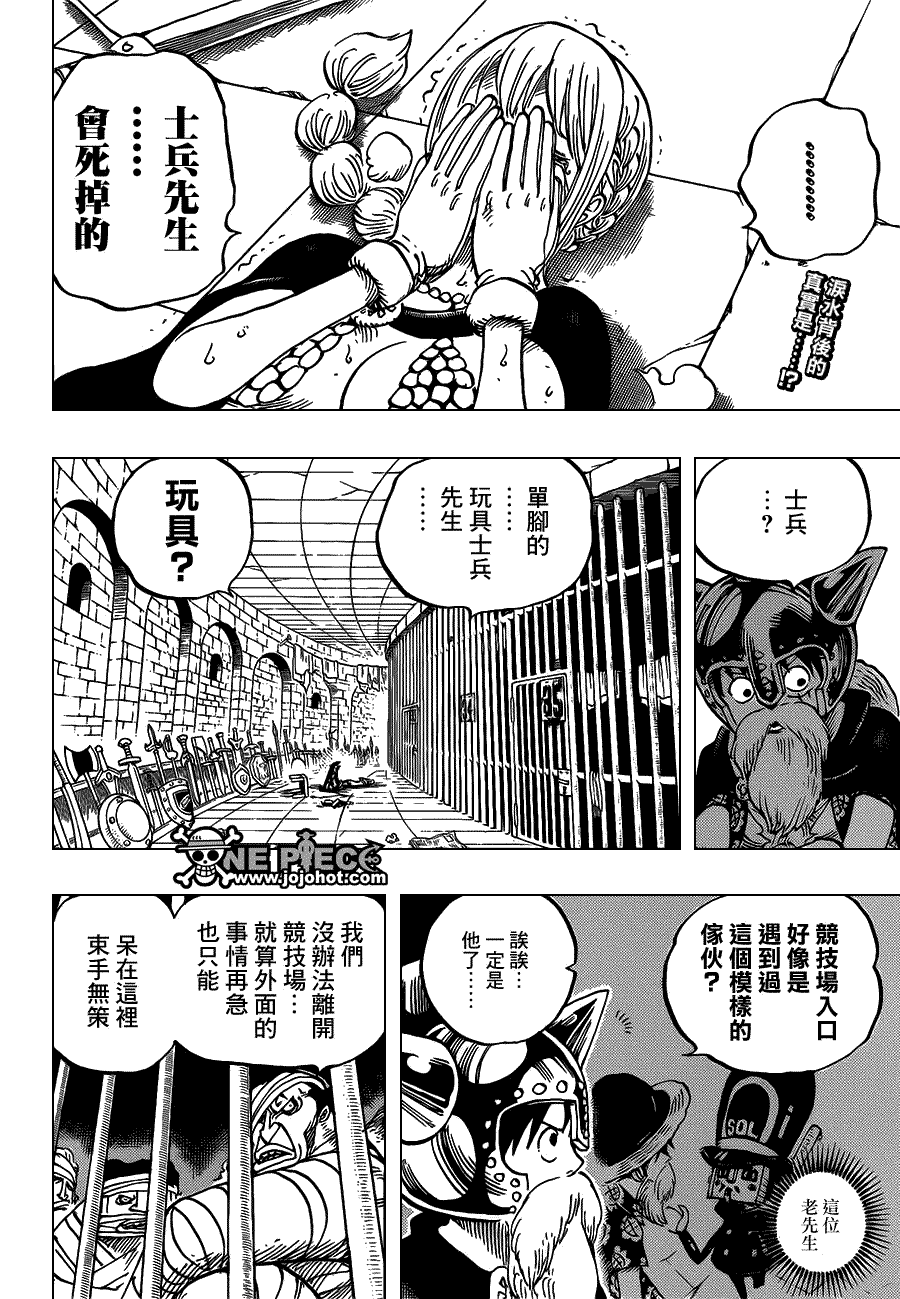 …………
淚水背後的
真實是……!?
士兵先生
……
會死掉的
士兵
…?
單腳的
……
玩具士兵
先生
……
玩具?
35
34
NE PIECE
www.jojohot.com
競技場入口
好像是
遇到過
這個模樣的
傢伙?
SOL
i
這位
老先生
誒誒…
一定是
他了……
我們
沒辦法離開
競技場…
就算外面的
事情再急
也只能
呆在這裡
束手無策